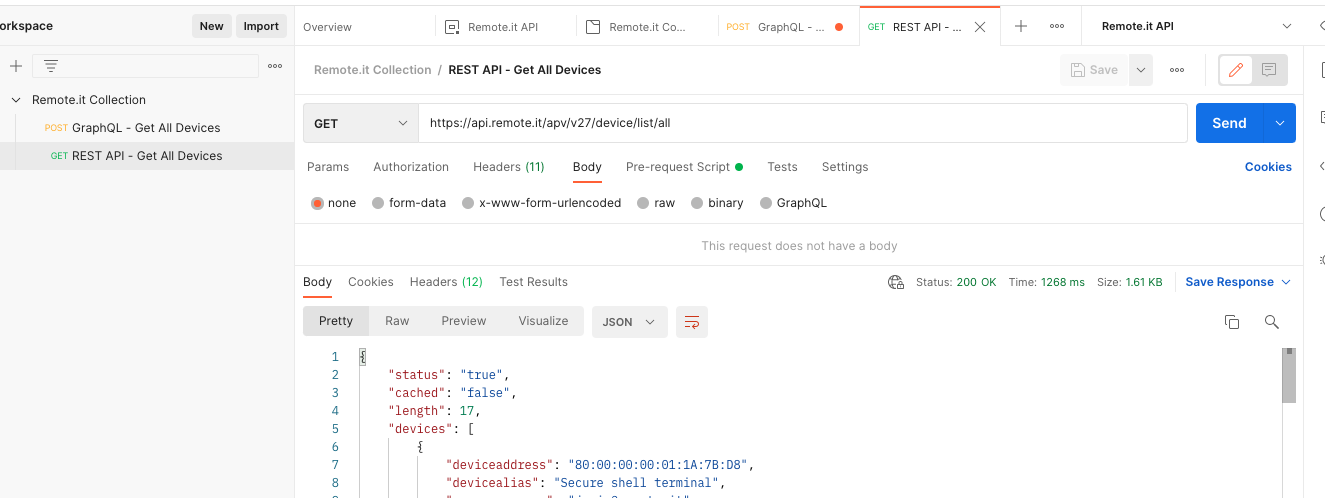 orkspace
New Import
Overview Remote.it API Remote.it Co... POST GraphQL - ... GET REST API - ... Remote.it API
Remote.it Collection / REST API - Get All Devices Save
Remote.it Collection
POST GraphQL - Get All Devices
GET REST API - Get All Devices
GET https://api.remote.it/apv/v27/device/list/all Send
Params Authorization Headers (11) Body Pre-request Script Tests Settings Cookies
none form-data x-www-form-urlencoded raw binary GraphQL
This request does not have a body
Body Cookies Headers (12) Test Results Status: 200 OK Time: 1268 ms Size: 1.61 KB Save Response
Pretty Raw Preview Visualize JSON
1 {
2 "status": "true",
3 "cached": "false",
4 "length": 17,
5 "devices": [
6 {
7 "deviceaddress": "80:00:00:00:01:1A:7B:D8",
8 "devicealias": "Secure shell terminal",